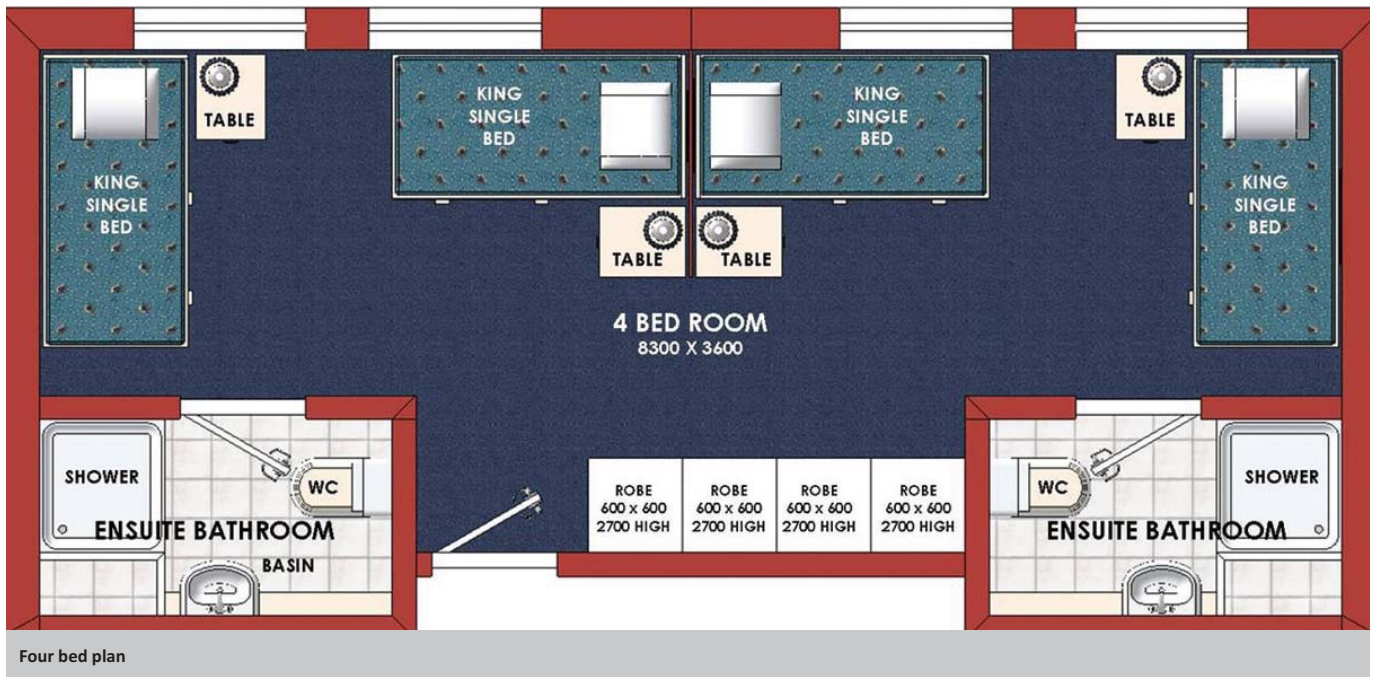 TABLE
KING
SINGLE
BED
KING
SINGLE
BED
TABLE
KING
SINGLE
BED
KING
SINGLE
BED
TABLE
TABLE
4 BED ROOM
8300 X 3600
SHOWER
WC
ENSUITE BATHROOM
BASIN
ROBE
600 x 600
2700 HIGH
ROBE
600 x 600
2700 HIGH
ROBE
600 x 600
2700 HIGH
ROBE
600 x 600
2700 HIGH
WC
SHOWER
ENSUITE BATHROOM
Four bed plan